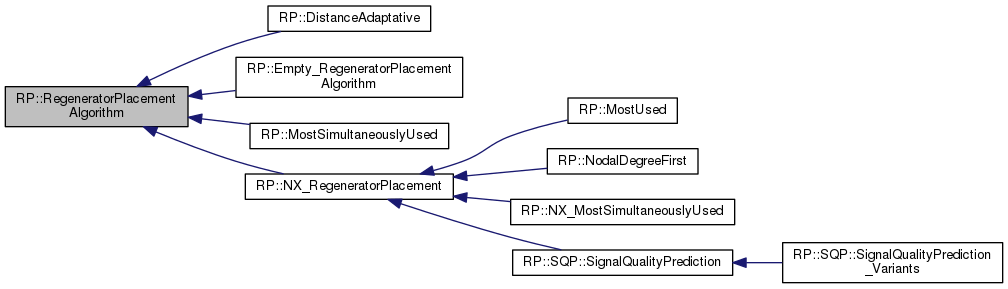 RP::DistanceAdaptative
RP::Empty_RegeneratorPlacement
Algorithm
RP::RegeneratorPlacement
Algorithm
RP::MostSimultaneouslyUsed
RP::NX_RegeneratorPlacement
RP::MostUsed
RP::NodalDegreeFirst
RP::NX_MostSimultaneouslyUsed
RP::SQP::SignalQualityPrediction
RP::SQP::SignalQualityPrediction
_Variants